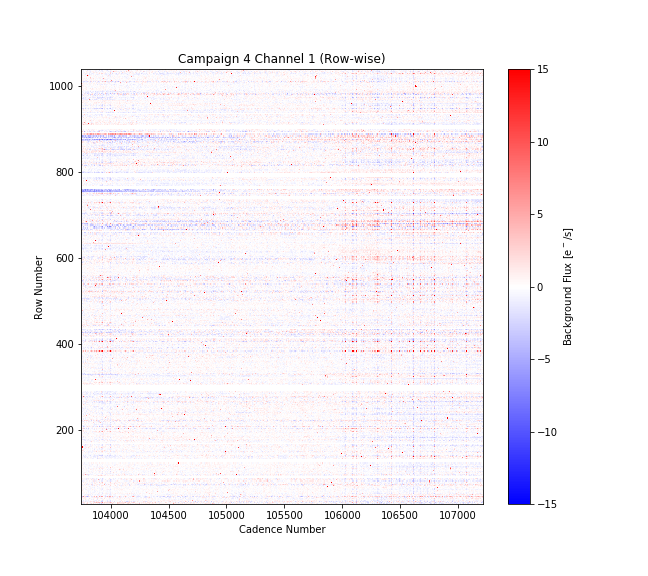 Campaign 4 Channel 1 (Row-wise)
1000
800
600
400
200
Row Number
104000 104500 105000 105500 106000 106500 107000
Cadence Number
15
10
5
0
−5
−10
−15
Background Flux [e⁻/s]